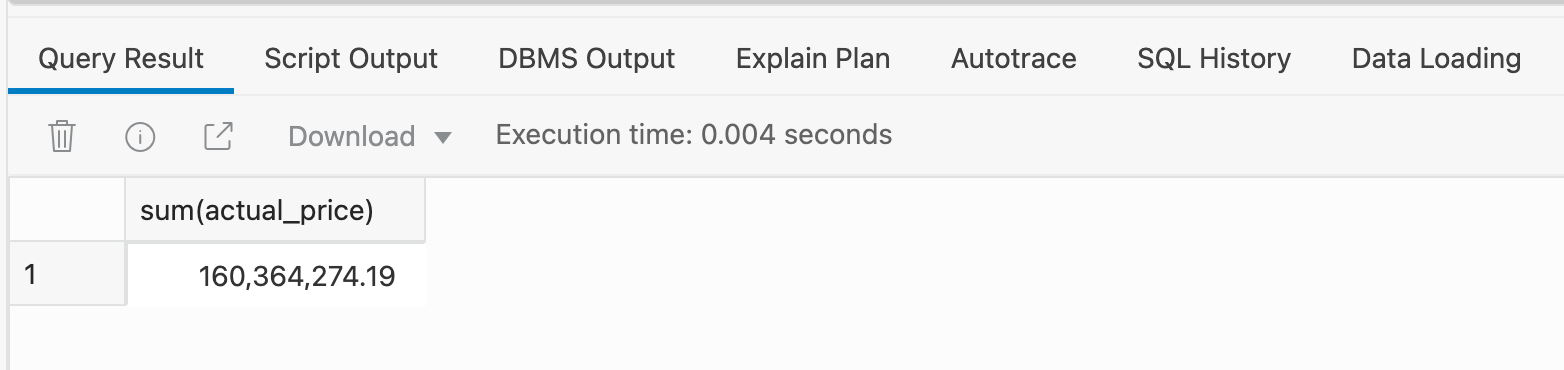 Query Result Script Output DBMS Output Explain Plan Autotrace SQL History Data Loading
Download Execution time: 0.004 seconds
sum(actual_price)
1 160,364,274.19